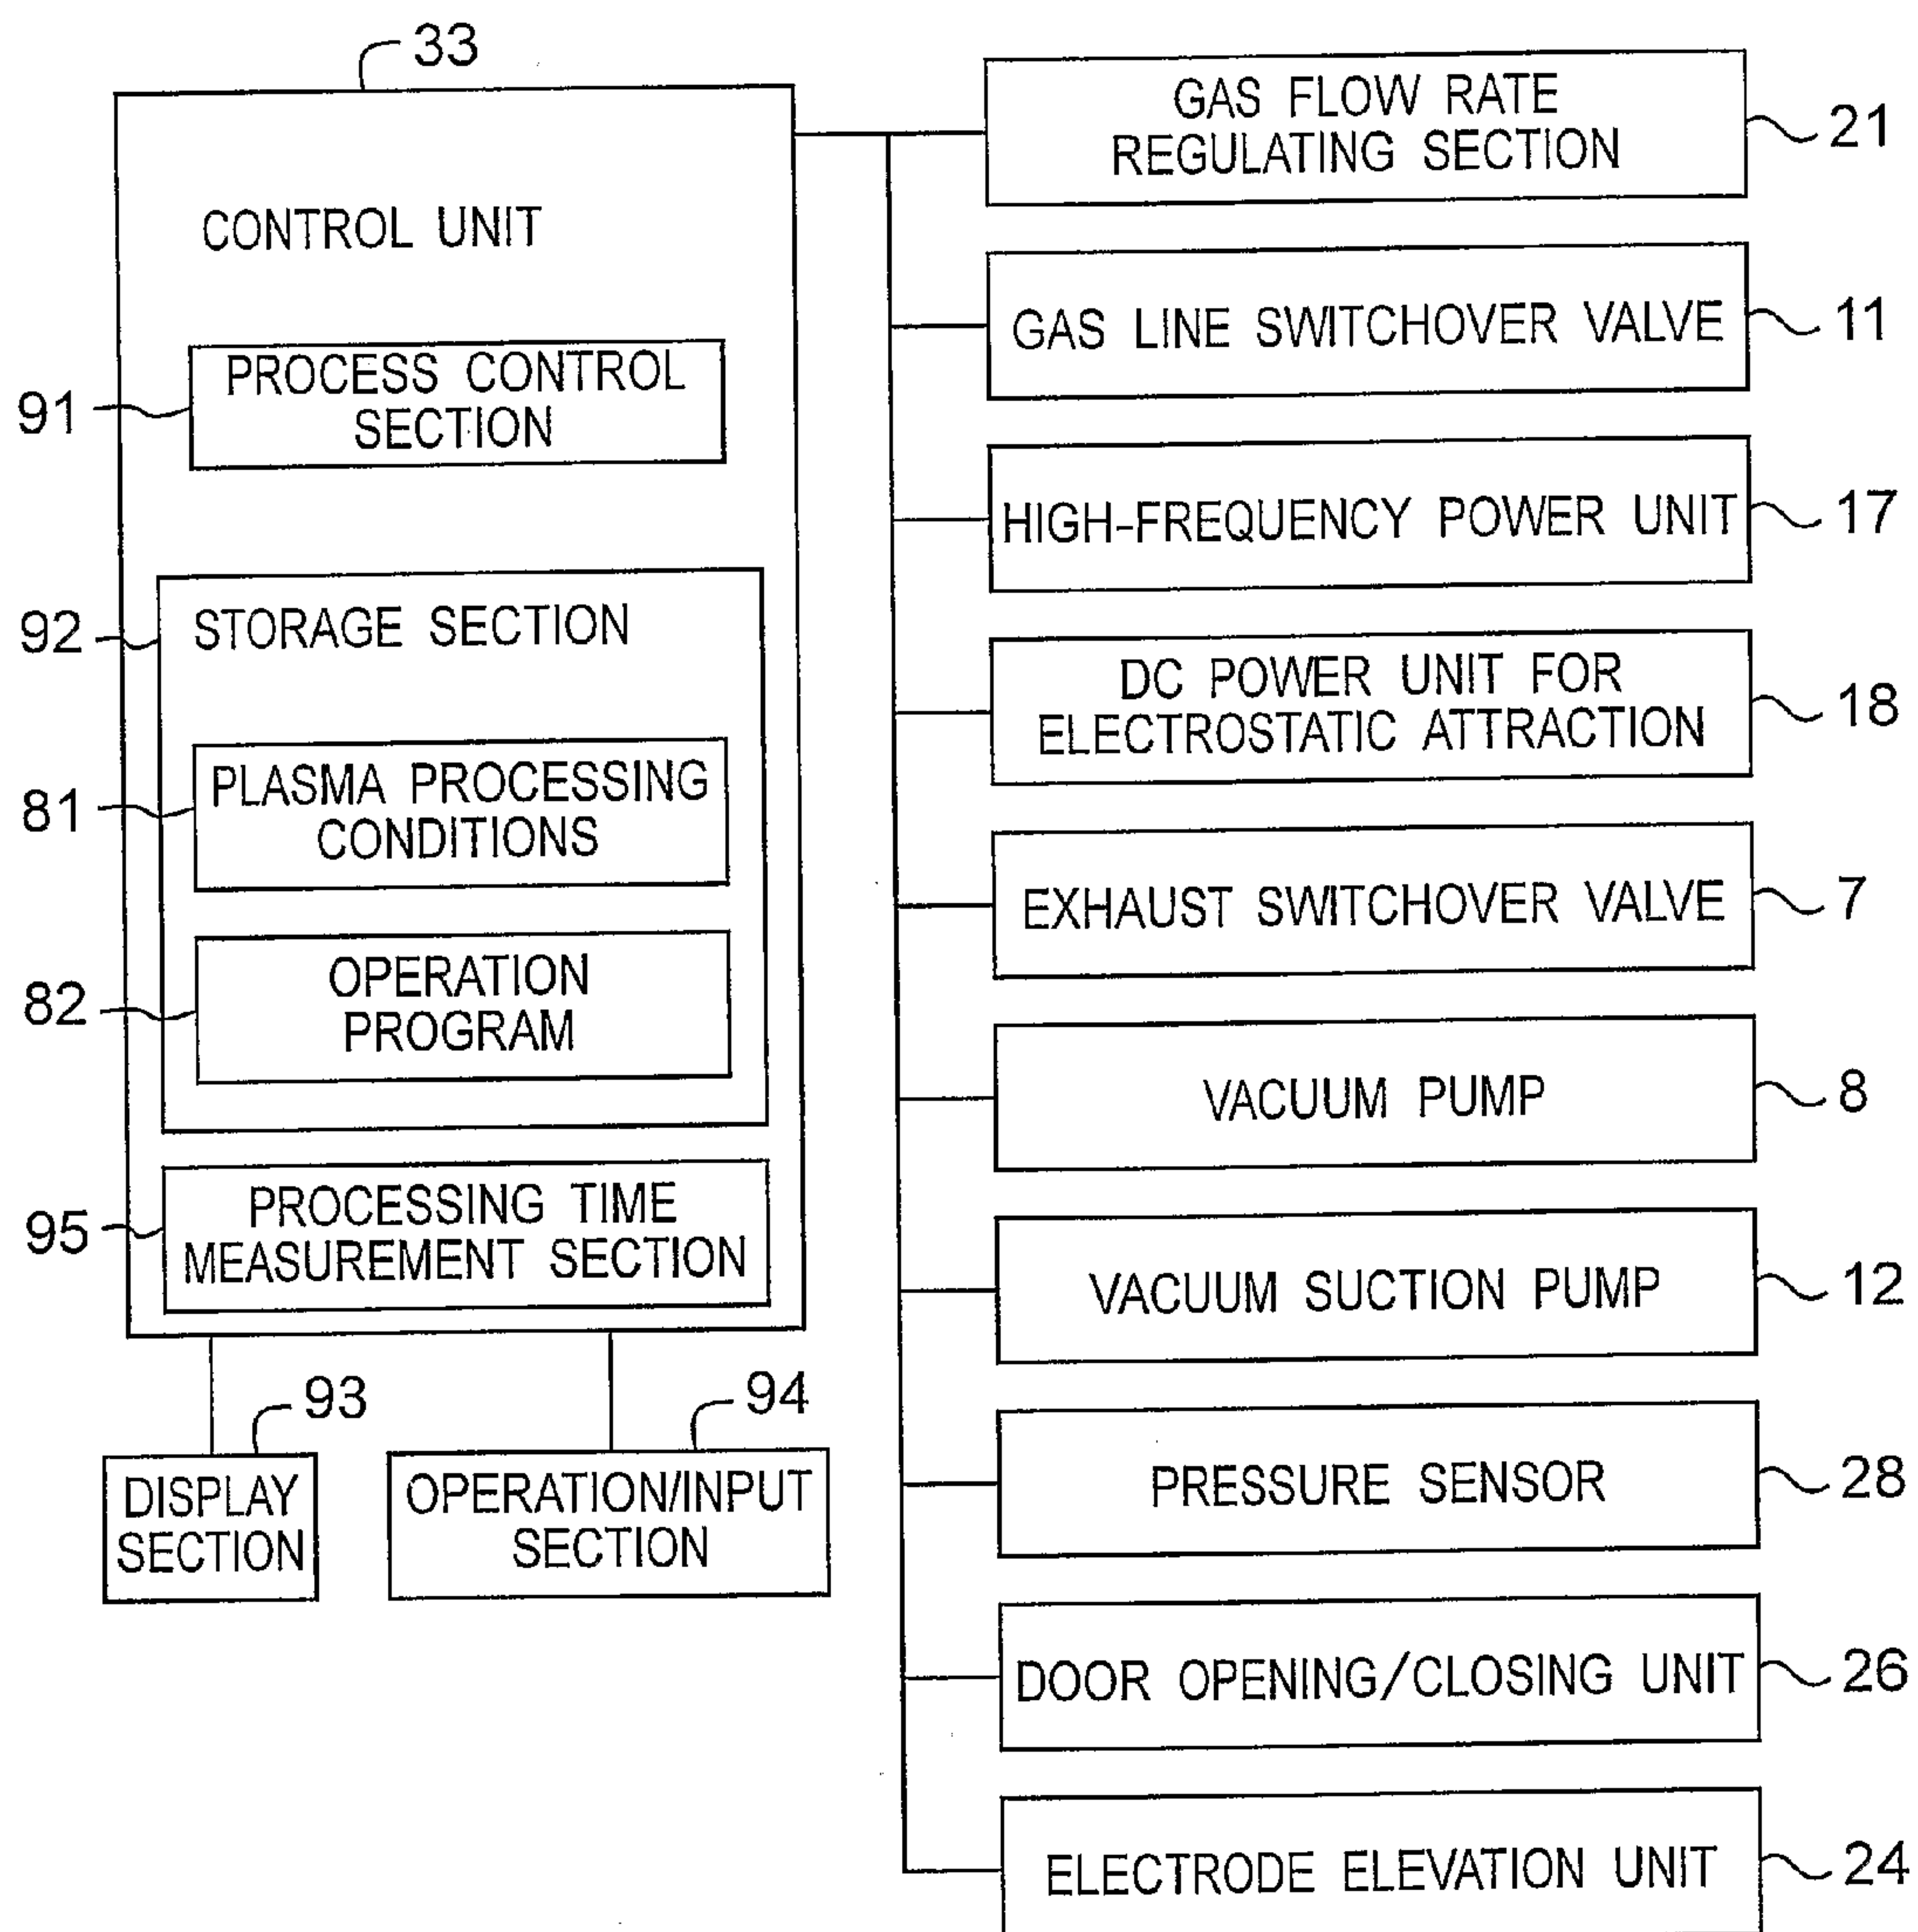 33
CONTROL UNIT
91
PROCESS CONTROL
SECTION
92
STORAGE SECTION
81
PLASMA PROCESSING
CONDITIONS
82
OPERATION
PROGRAM
95
PROCESSING TIME
MEASUREMENT SECTION
93
DISPLAY
SECTION
94
OPERATION/INPUT
SECTION
GAS FLOW RATE
REGULATING SECTION
21
GAS LINE SWITCHOVER VALVE
11
HIGH-FREQUENCY POWER UNIT
17
DC POWER UNIT FOR
ELECTROSTATIC ATTRACTION
18
EXHAUST SWITCHOVER VALVE
7
VACUUM PUMP
8
VACUUM SUCTION PUMP
12
PRESSURE SENSOR
28
DOOR OPENING/CLOSING UNIT
26
ELECTRODE ELEVATION UNIT
24